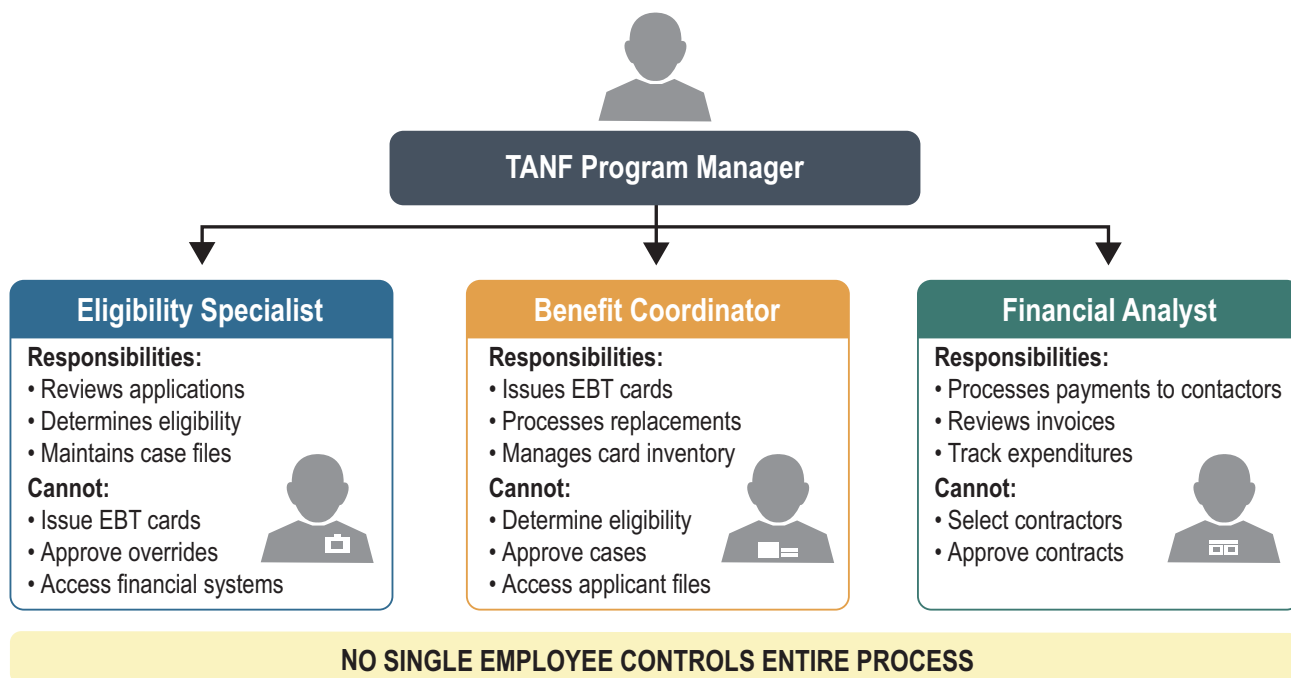 TANF Program Manager
Eligibility Specialist
Responsibilities:
• Reviews applications
• Determines eligibility
• Maintains case files
Cannot:
• Issue EBT cards
• Approve overrides
• Access financial systems
Benefit Coordinator
Responsibilities:
• Issues EBT cards
• Processes replacements
• Manages card inventory
Cannot:
• Determine eligibility
• Approve cases
• Access applicant files
Financial Analyst
Responsibilities:
• Processes payments to contactors
• Reviews invoices
• Track expenditures
Cannot:
• Select contractors
• Approve contracts
NO SINGLE EMPLOYEE CONTROLS ENTIRE PROCESS